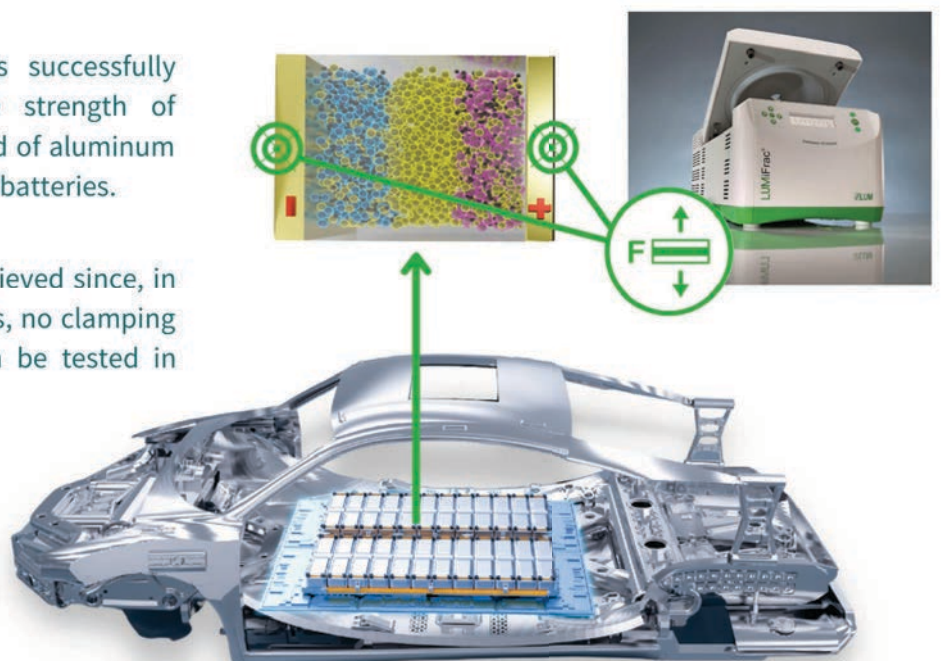 s successfully
strength of
d of aluminum
batteries.
ieved since, in
s, no clamping
be tested in
-
+
F
LUMiFrac
LUM